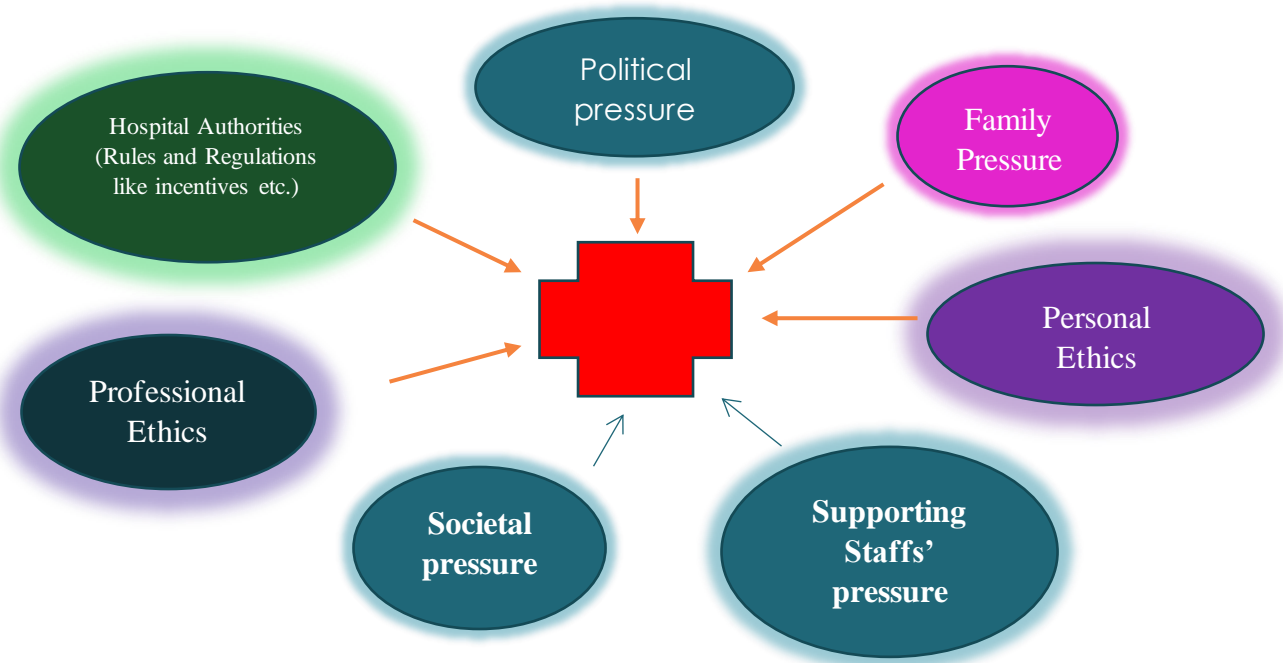 Political
pressure
Hospital Authorities
(Rules and Regulations
like incentives etc.)
Family
Pressure
Personal
Ethics
Professional
Ethics
Societal
pressure
Supporting
Staffs’
pressure